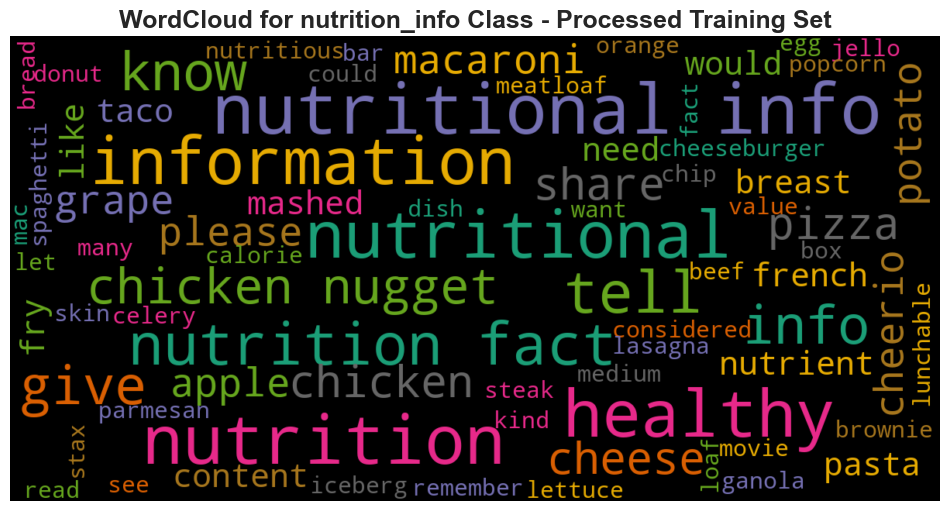 WordCloud for nutrition_info Class - Processed Training Set
nutritious bar orange egg jello
bread donut know could macaroni meatloaf would popcorn
taco nutritional info fact potato
like information need cheeseburger
spaghetti grape mashed share chip breast
mac many please dish want value pizza
let calorie nutritional box
skin celery chicken nugget tell beef french cheerio lunchable
fry nutrition fact considered info
lasagna nutrient
give apple chicken steak medium
parmesah kind healthy brownie
stax nutrition cheese loaf movie pasta
content ganola
read see iceberg remember lettuce